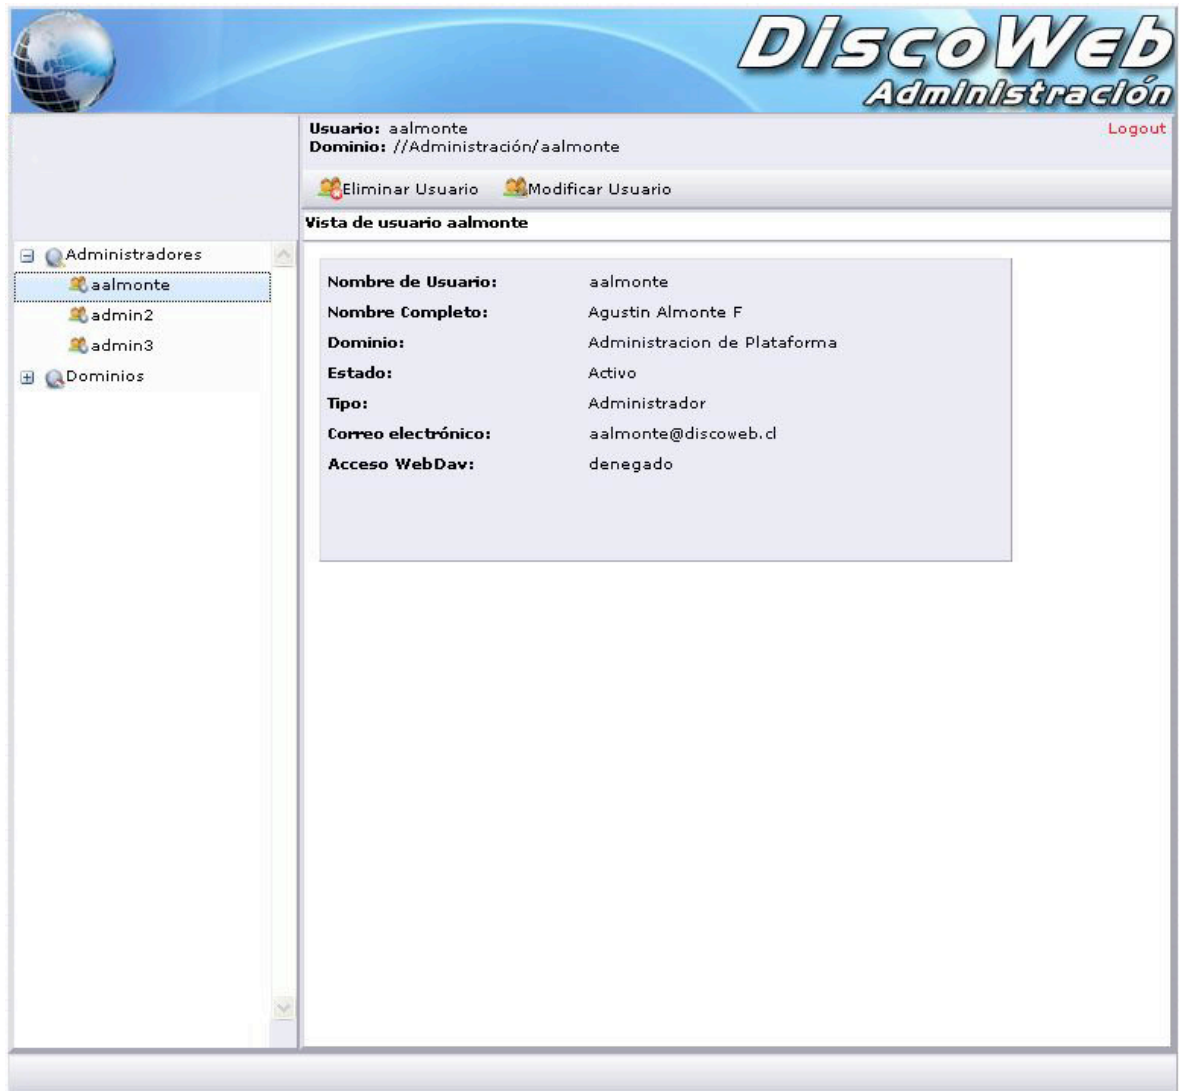 DiscoWeb
Administración
Usuario: aalmonte
Dominio: //Administración/aalmonte
Logout
Eliminar Usuario Modificar Usuario
Vista de usuario aalmonte
Administradores
aalmonte
admin2
admin3
Dominios
Nombre de Usuario: aalmonte
Nombre Completo: Agustin Almonte F
Dominio: Administracion de Plataforma
Estado: Activo
Tipo: Administrador
Correo electrónico: aalmonte@discoweb.cl
Acceso WebDav: denegado